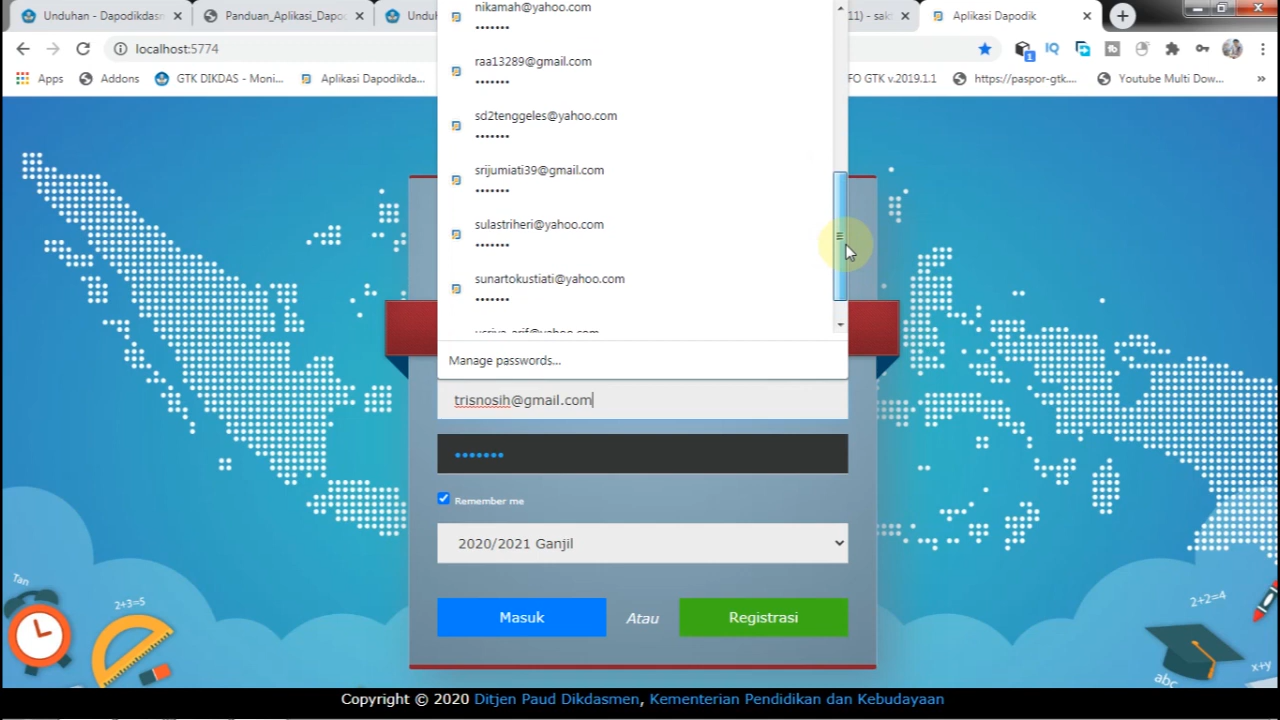 Unduhan - Dapodikdasm
Panduan_Aplikasi_Dapo
Unduh
11) - sak
Aplikasi Dapodik
localhost:5774
Apps
Addons
GTK DIKDAS - Moni...
Aplikasi Dapodikda...
FO GTK v.2019.1.1
https://paspor-gtk....
Youtube Multi Dow...
nikamah@yahoo.com
•••••••
raa13289@gmail.com
•••••••
sd2tenggeles@yahoo.com
•••••••
srijumiati39@gmail.com
•••••••
sulastriheri@yahoo.com
•••••••
sunartokustiati@yahoo.com
•••••••
Manage passwords...
trisnosih@gmail.com
•••••••
Remember me
2020/2021 Ganjil
Masuk
Atau
Registrasi
Tan
2+3=5
2+2=4
x+y
abc
Copyright © 2020 Ditjen Paud Dikdasmen, Kementerian Pendidikan dan Kebudayaan